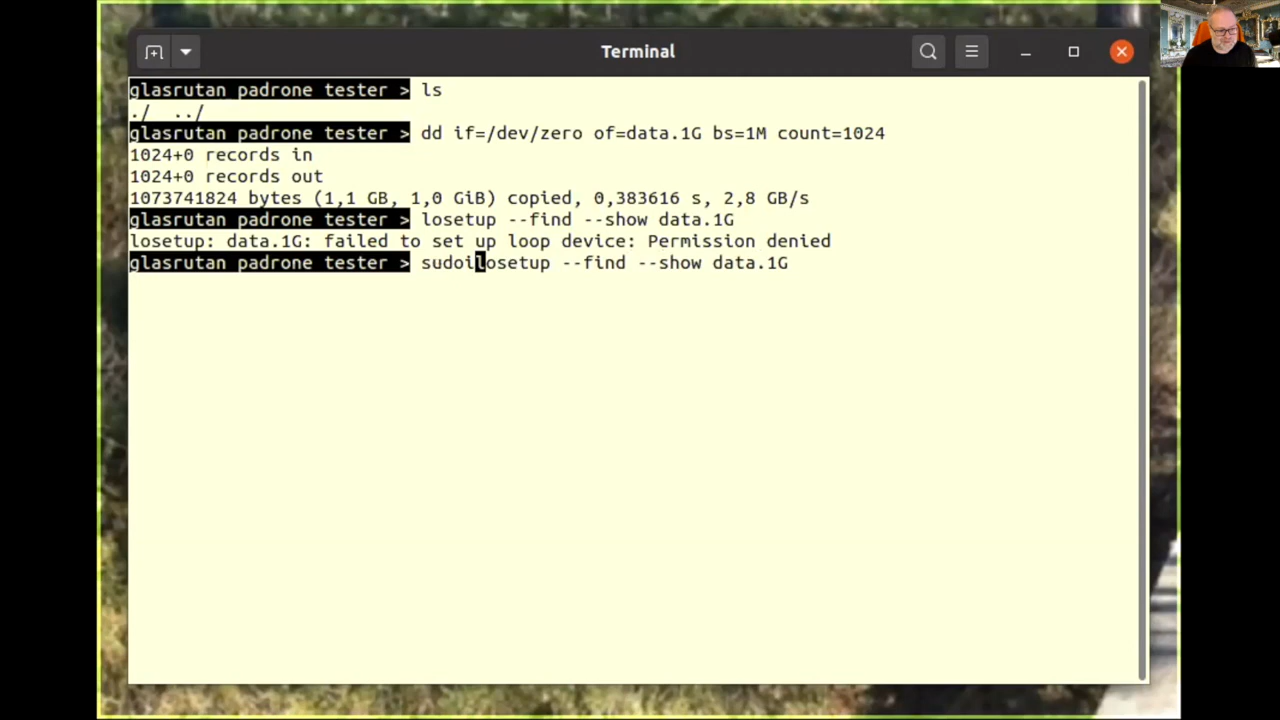 Terminal
glasrutan padrone tester > ls
./  ../
glasrutan padrone tester > dd if=/dev/zero of=data.1G bs=1M count=1024
1024+0 records in
1024+0 records out
1073741824 bytes (1,1 GB, 1,0 GiB) copied, 0,383616 s, 2,8 GB/s
glasrutan padrone tester > losetup --find --show data.1G
losetup: data.1G: failed to set up loop device: Permission denied
glasrutan padrone tester > sudoilosetup --find --show data.1G